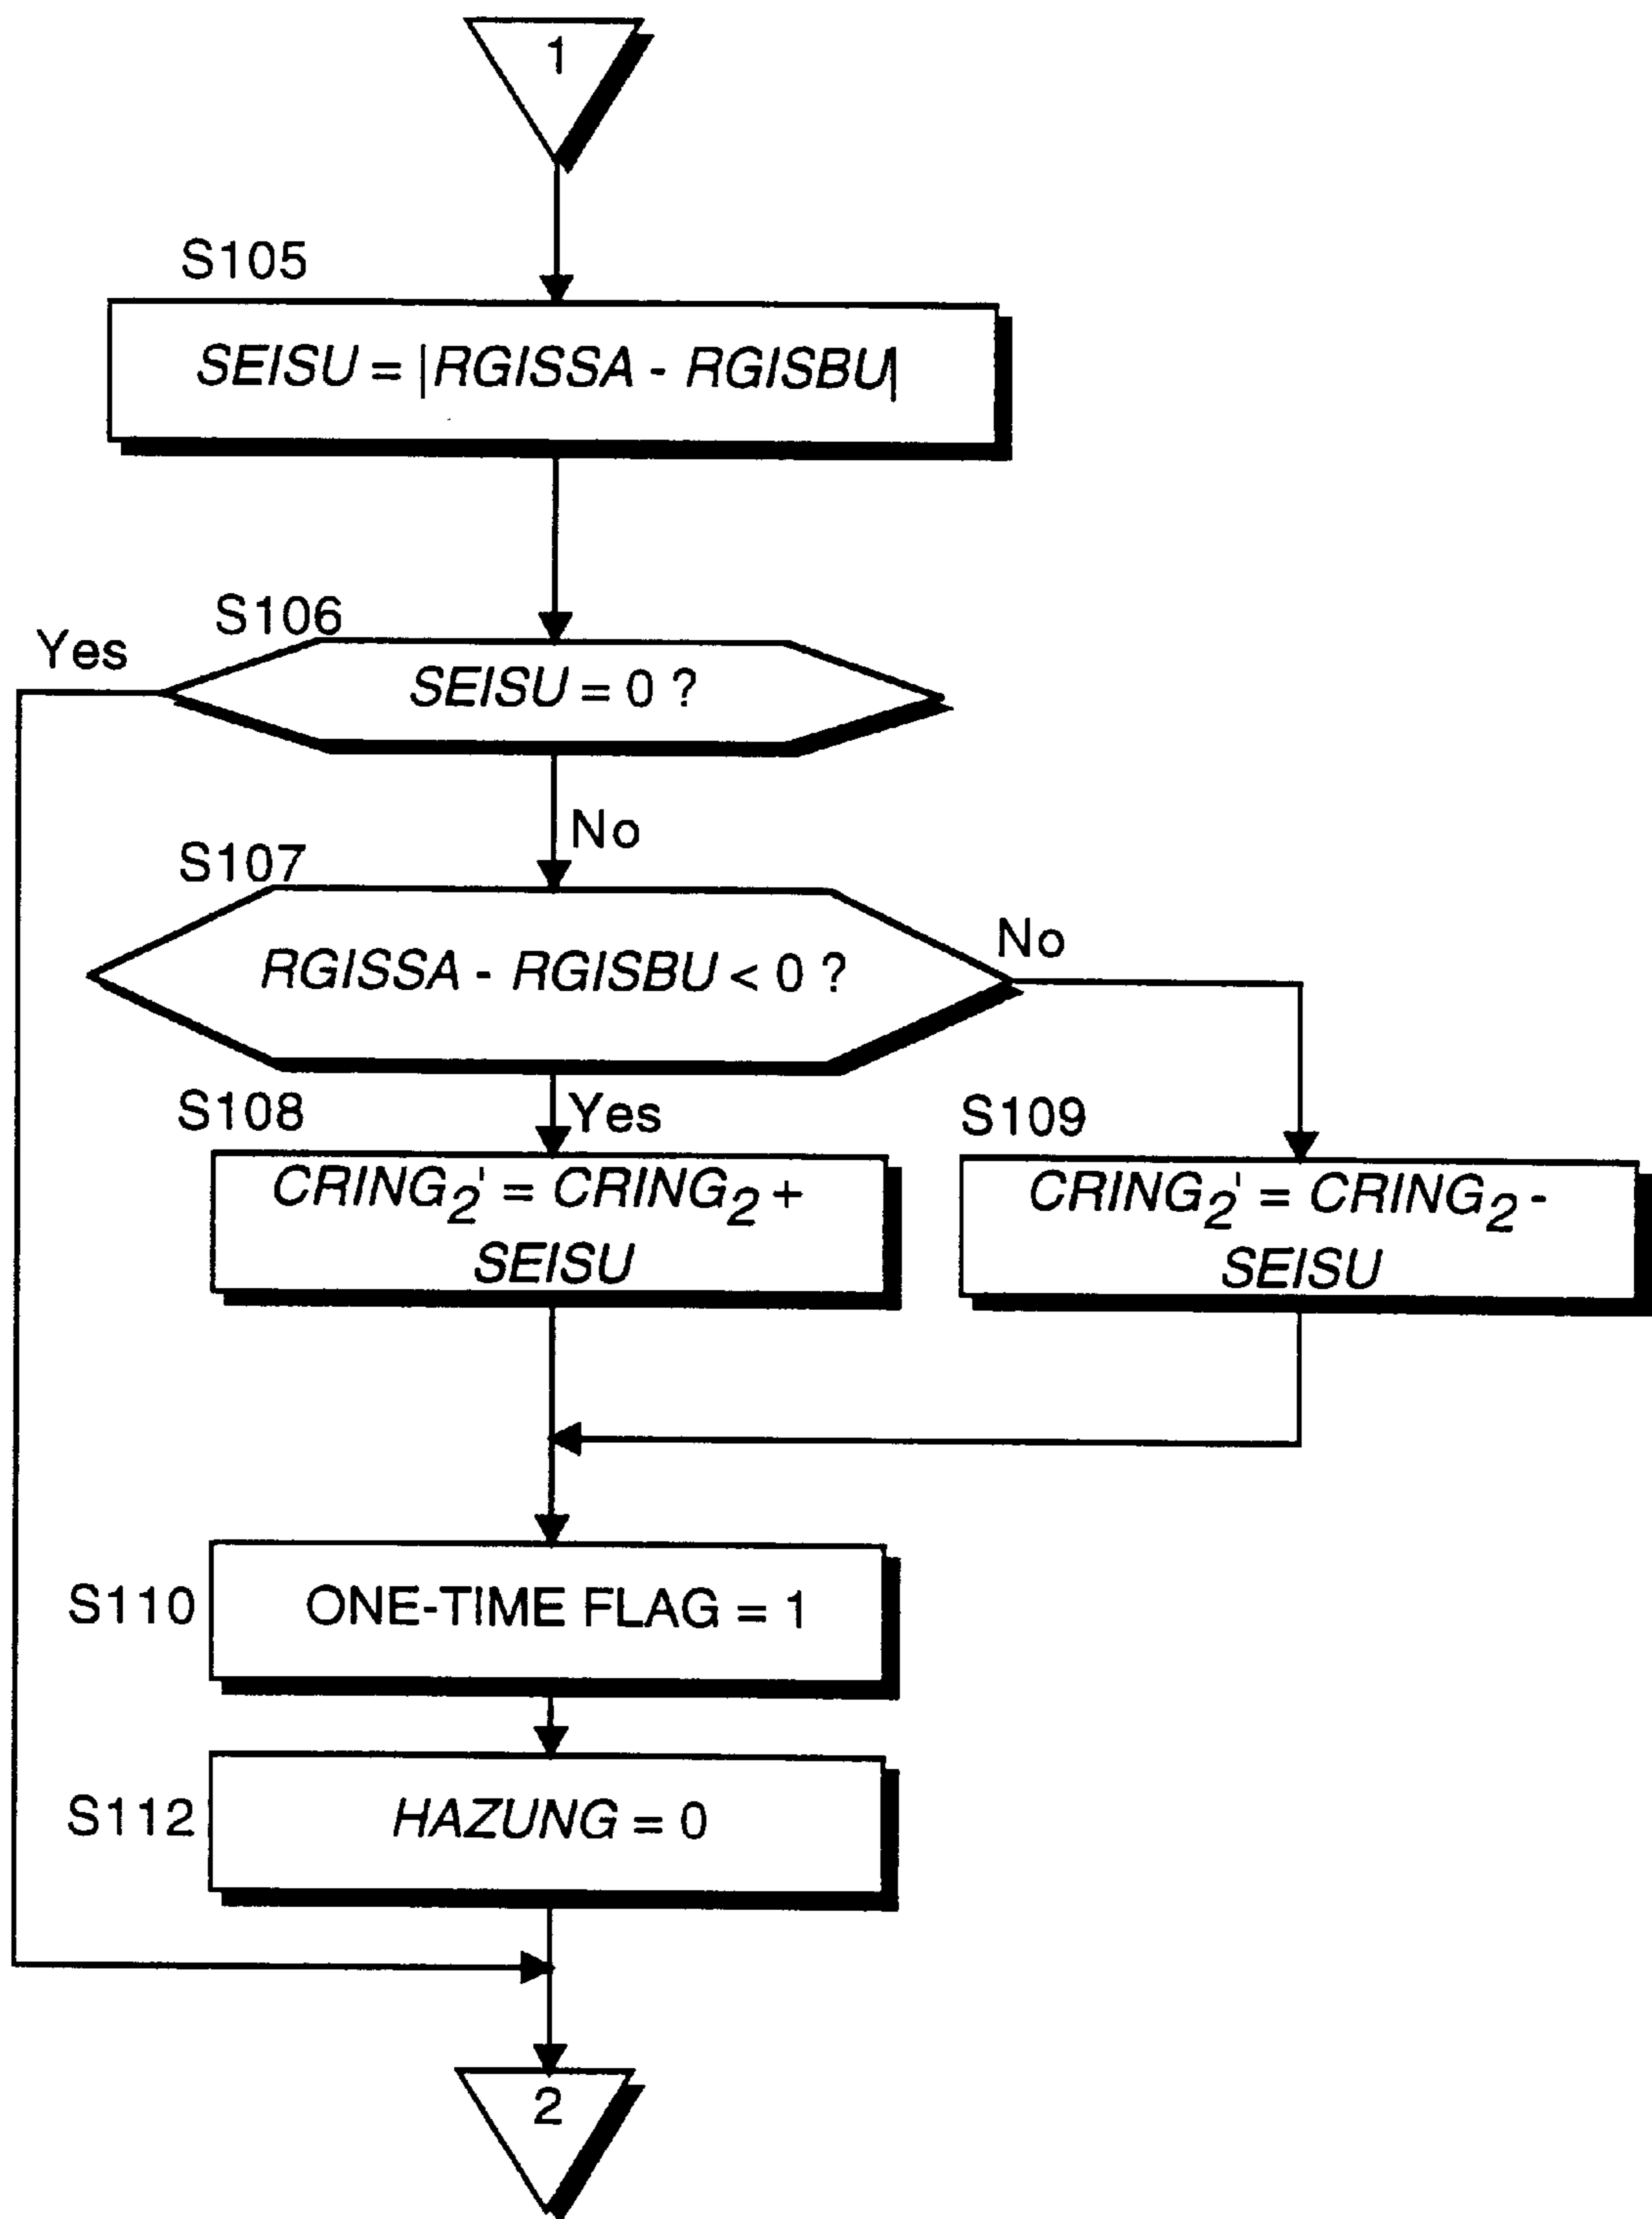 1
S105
SEISU = |RGISSA - RGISBU|
S106
Yes
SEISU = 0 ?
No
S107
RGISSA - RGISBU < 0 ?
No
S108
Yes
S109
CRING2' = CRING2 +
SEISU
CRING2' = CRING2 -
SEISU
S110
ONE-TIME FLAG = 1
S112
HAZUNG = 0
2